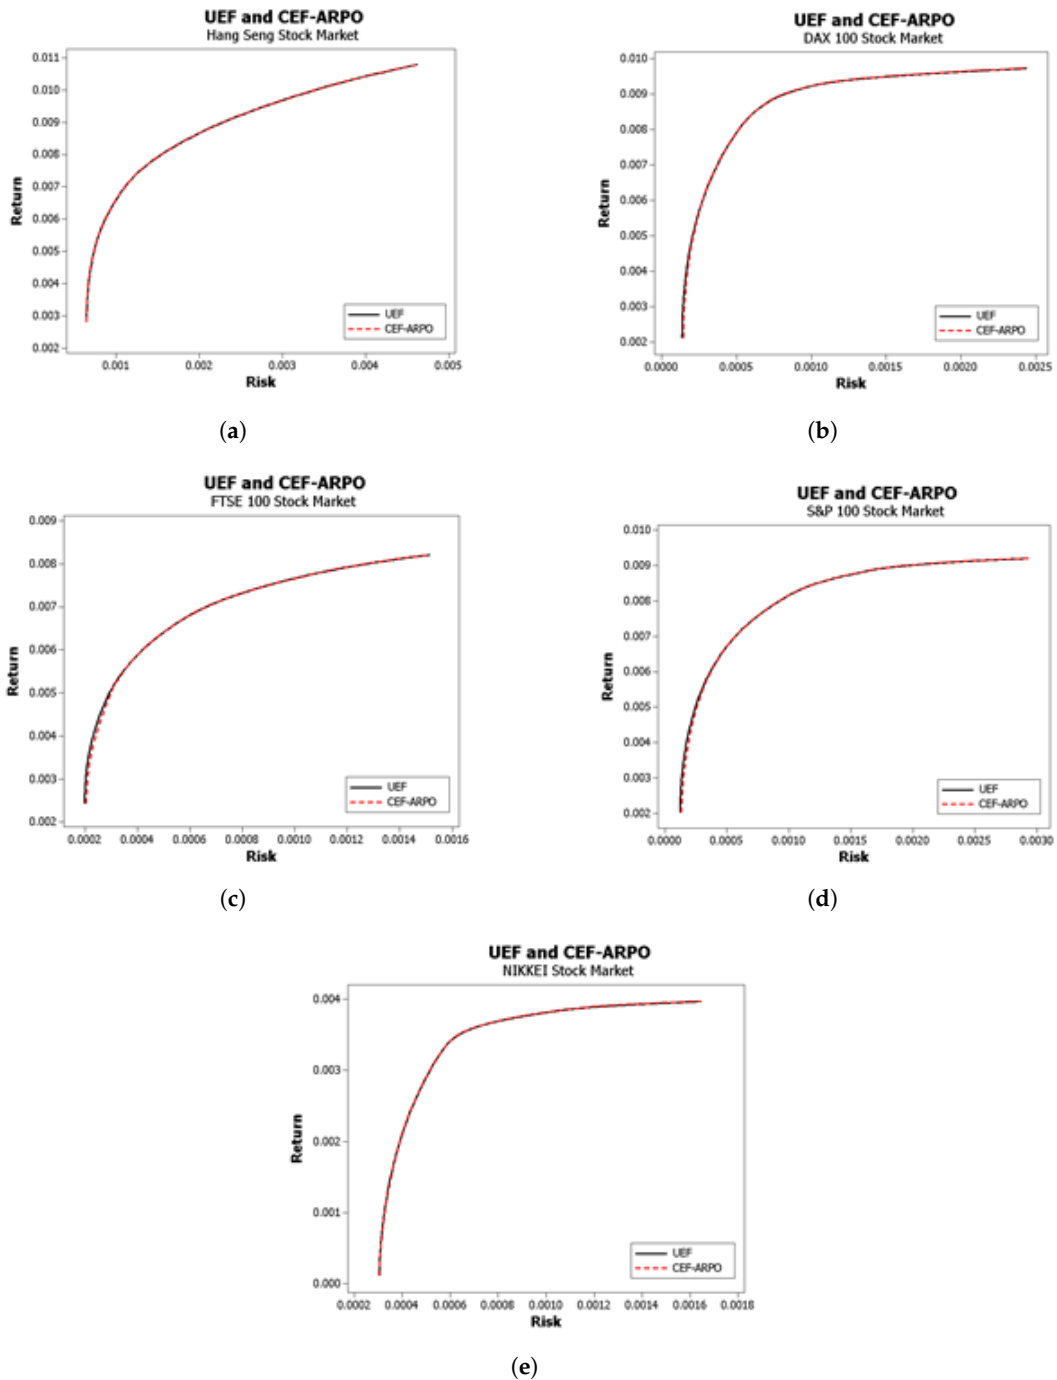 UEF and CEF-ARPO
Hang Seng Stock Market
0.011
0.010
0.009
0.008
0.007
0.006
0.005
0.004
0.003
0.002
Return
UEF
CEF-ARPO
0.001 0.002 0.003 0.004 0.005
Risk
(a)
UEF and CEF-ARPO
DAX 100 Stock Market
0.010
0.009
0.008
0.007
0.006
0.005
0.004
0.003
0.002
Return
UEF
CEF-ARPO
0.0000 0.0005 0.0010 0.0015 0.0020 0.0025
Risk
(b)
UEF and CEF-ARPO
FTSE 100 Stock Market
0.009
0.008
0.007
0.006
0.005
0.004
0.003
0.002
Return
UEF
CEF-ARPO
0.0002 0.0004 0.0006 0.0008 0.0010 0.0012 0.0014 0.0016
Risk
(c)
UEF and CEF-ARPO
S&P 100 Stock Market
0.010
0.009
0.008
0.007
0.006
0.005
0.004
0.003
0.002
Return
UEF
CEF-ARPO
0.0000 0.0005 0.0010 0.0015 0.0020 0.0025 0.0030
Risk
(d)
UEF and CEF-ARPO
NIKKEI Stock Market
0.004
0.003
0.002
0.001
0.000
Return
UEF
CEF-ARPO
0.0002 0.0004 0.0006 0.0008 0.0010 0.0012 0.0014 0.0016 0.0018
Risk
(e)